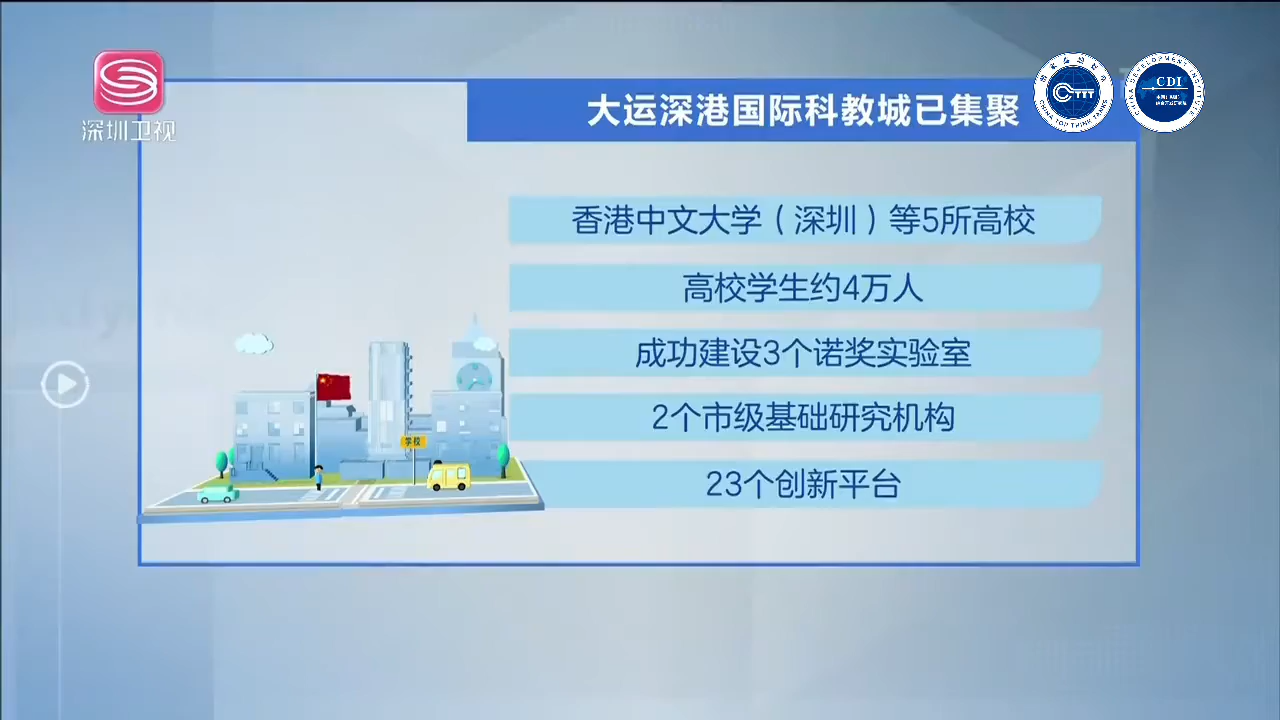 深圳卫视
大运深港国际科教城已集聚
CTTT
CDI
香港中文大学（深圳）等5所高校
高校学生约4万人
成功建设3个诺奖实验室
2个市级基础研究机构
23个创新平台
学校